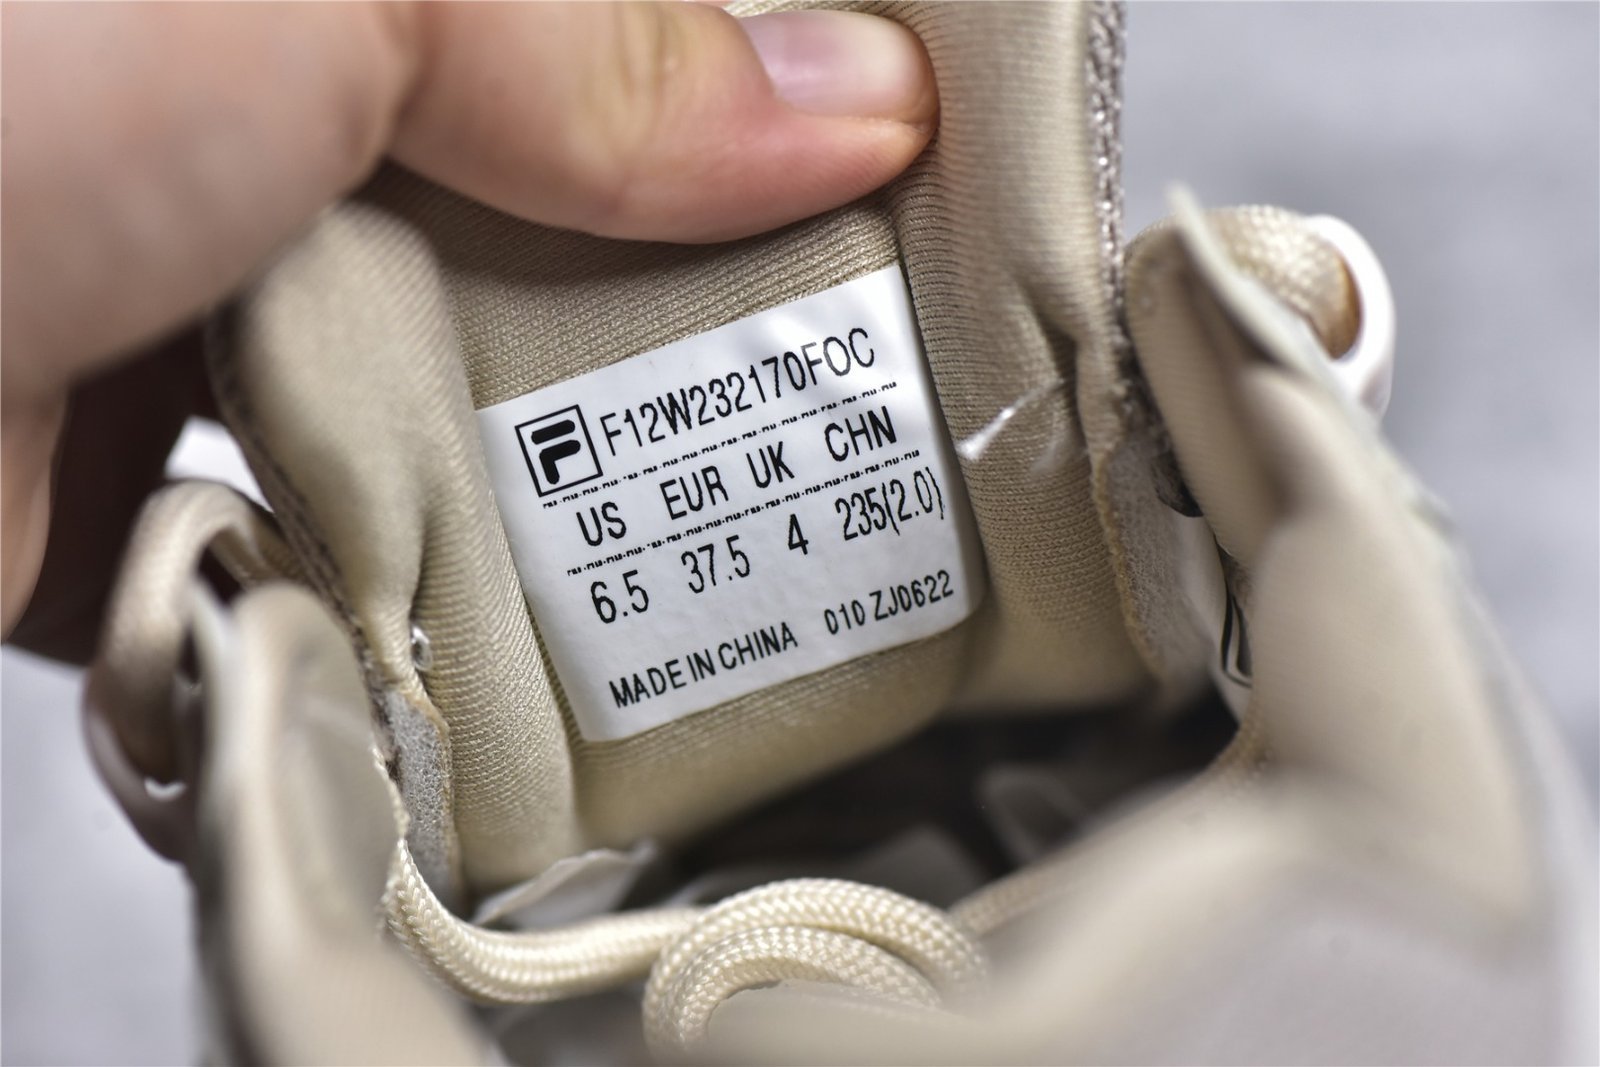 F12W232170FOC
US EUR UK CHN
6.5 37.5 4 235(2.0)
MADE IN CHINA 010 ZJ0622